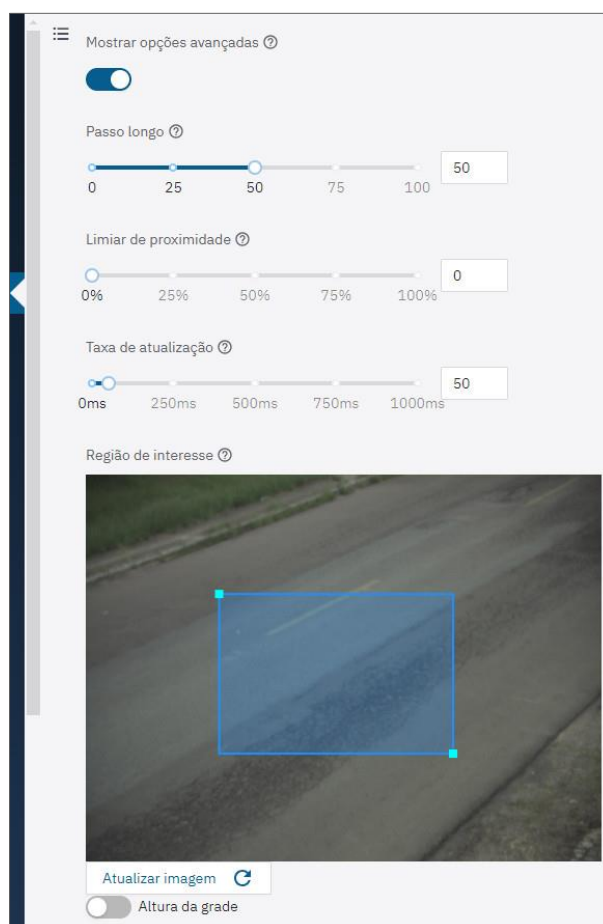 Mostrar opções avançadas
Passo longo
50
0 25 50 75 100
Limiar de proximidade
0
0% 25% 50% 75% 100%
Taxa de atualização
50
0ms 250ms 500ms 750ms 1000ms
Região de interesse
Atualizar imagem
Altura da grade